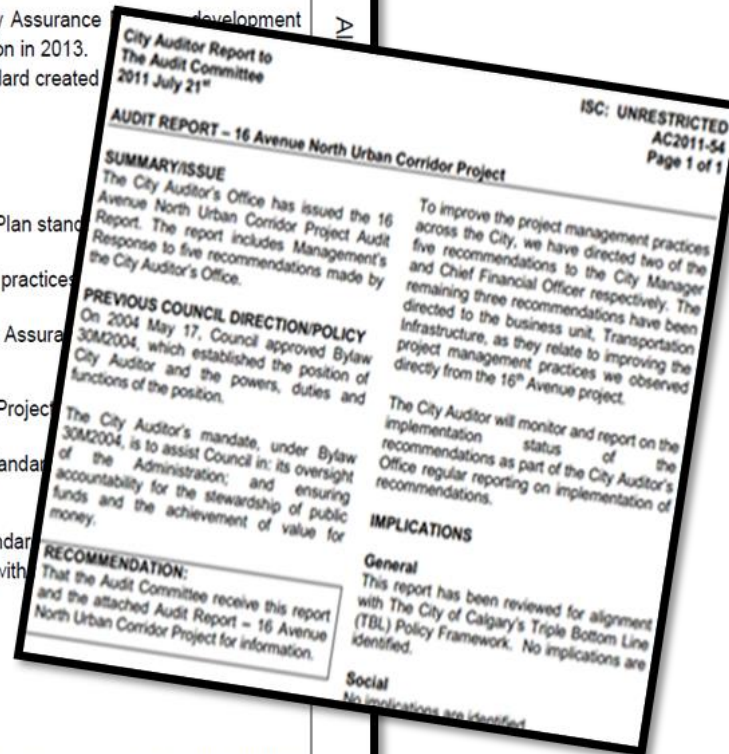 y Assurance development
on in 2013.
dard created
Plan stand
practices
Assura
Project
andar
ndar
with
Al
City Auditor Report to
The Audit Committee
2011 July 21st
ISC: UNRESTRICTED
AC2011-54
Page 1 of 1
AUDIT REPORT – 16 Avenue North Urban Corridor Project
SUMMARY/ISSUE
The City Auditor's Office has issued the 16
Avenue North Urban Corridor Project Audit
Report. The report includes Management's
Response to five recommendations made by
the City Auditor's Office.
PREVIOUS COUNCIL DIRECTION/POLICY
On 2004 May 17, Council approved Bylaw
30M2004, which established the position of
City Auditor and the powers, duties and
functions of the position.
The City Auditor's mandate, under Bylaw
30M2004, is to assist Council in: its oversight
of the Administration; and ensuring
accountability for the stewardship of public
funds and the achievement of value for
money.
RECOMMENDATION:
That the Audit Committee receive this report
and the attached Audit Report – 16 Avenue
North Urban Corridor Project for information.
To improve the project management practices
across the City, we have directed two of the
five recommendations to the City Manager
and Chief Financial Officer respectively. The
remaining three recommendations have been
directed to the business unit, Transportation
Infrastructure, as they relate to improving the
project management practices we observed
directly from the 16th Avenue project.
The City Auditor will monitor and report on the
implementation status of the
recommendations as part of the City Auditor's
Office regular reporting on implementation of
recommendations.
IMPLICATIONS
General
This report has been reviewed for alignment
with The City of Calgary's Triple Bottom Line
(TBL) Policy Framework. No implications are
identified.
Social
No implications are identified